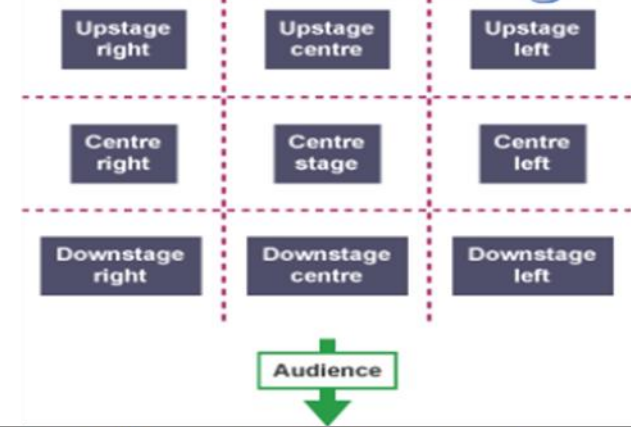 Upstage right
Upstage centre
Upstage left
Centre right
Centre stage
Centre left
Downstage right
Downstage centre
Downstage left
Audience